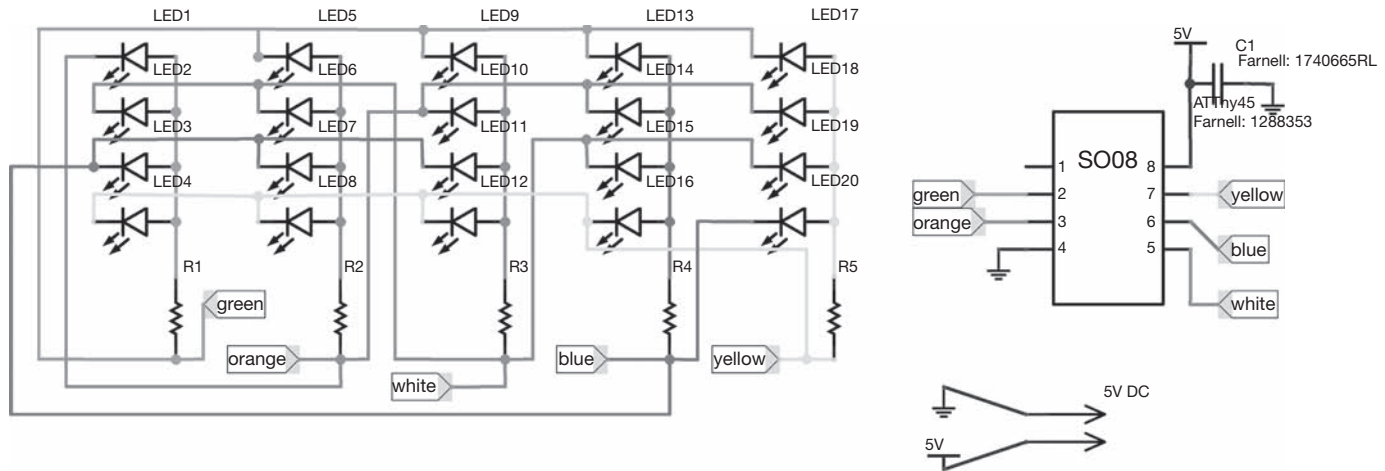 LED1 LED5 LED9 LED13 LED17
LED2 LED6 LED10 LED14 LED18
LED3 LED7 LED11 LED15 LED19
LED4 LED8 LED12 LED16 LED20
R1 R2 R3 R4 R5
green
orange
blue
yellow
white
5V
C1
Farnell: 1740665RL
ATTny45
Farnell: 1288353
SO08
1 8
green 2 7 yellow
orange 3 6
4 5 blue
white
5V DC
5V